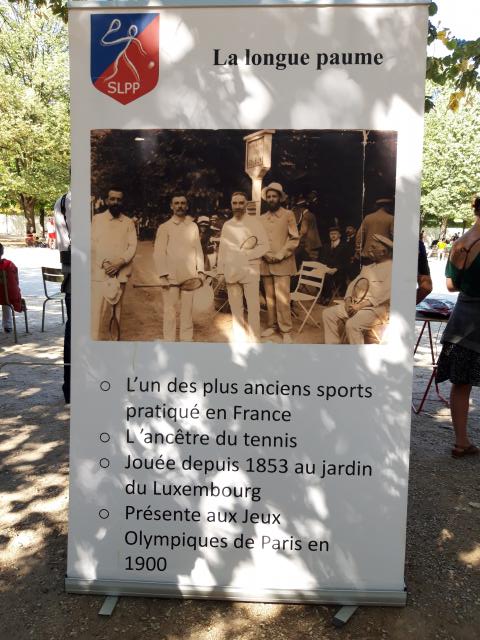 SLPP
La longue paume
○ L'un des plus anciens sports
pratiqué en France
○ L'ancêtre du tennis
○ Jouée depuis 1853 au jardin
du Luxembourg
○ Présente aux Jeux
Olympiques de Paris en
1900